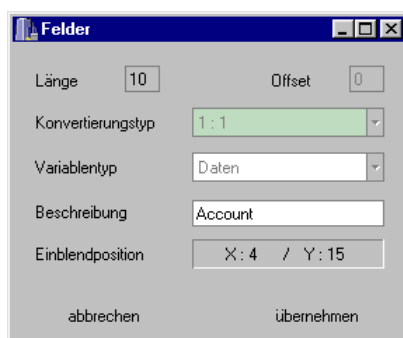 Felder
Länge 10 Offset 0
Konvertierungstyp 1 : 1
Variablentyp Daten
Beschreibung Account
Einblendposition X : 4 / Y : 15
abbrechen übernehmen